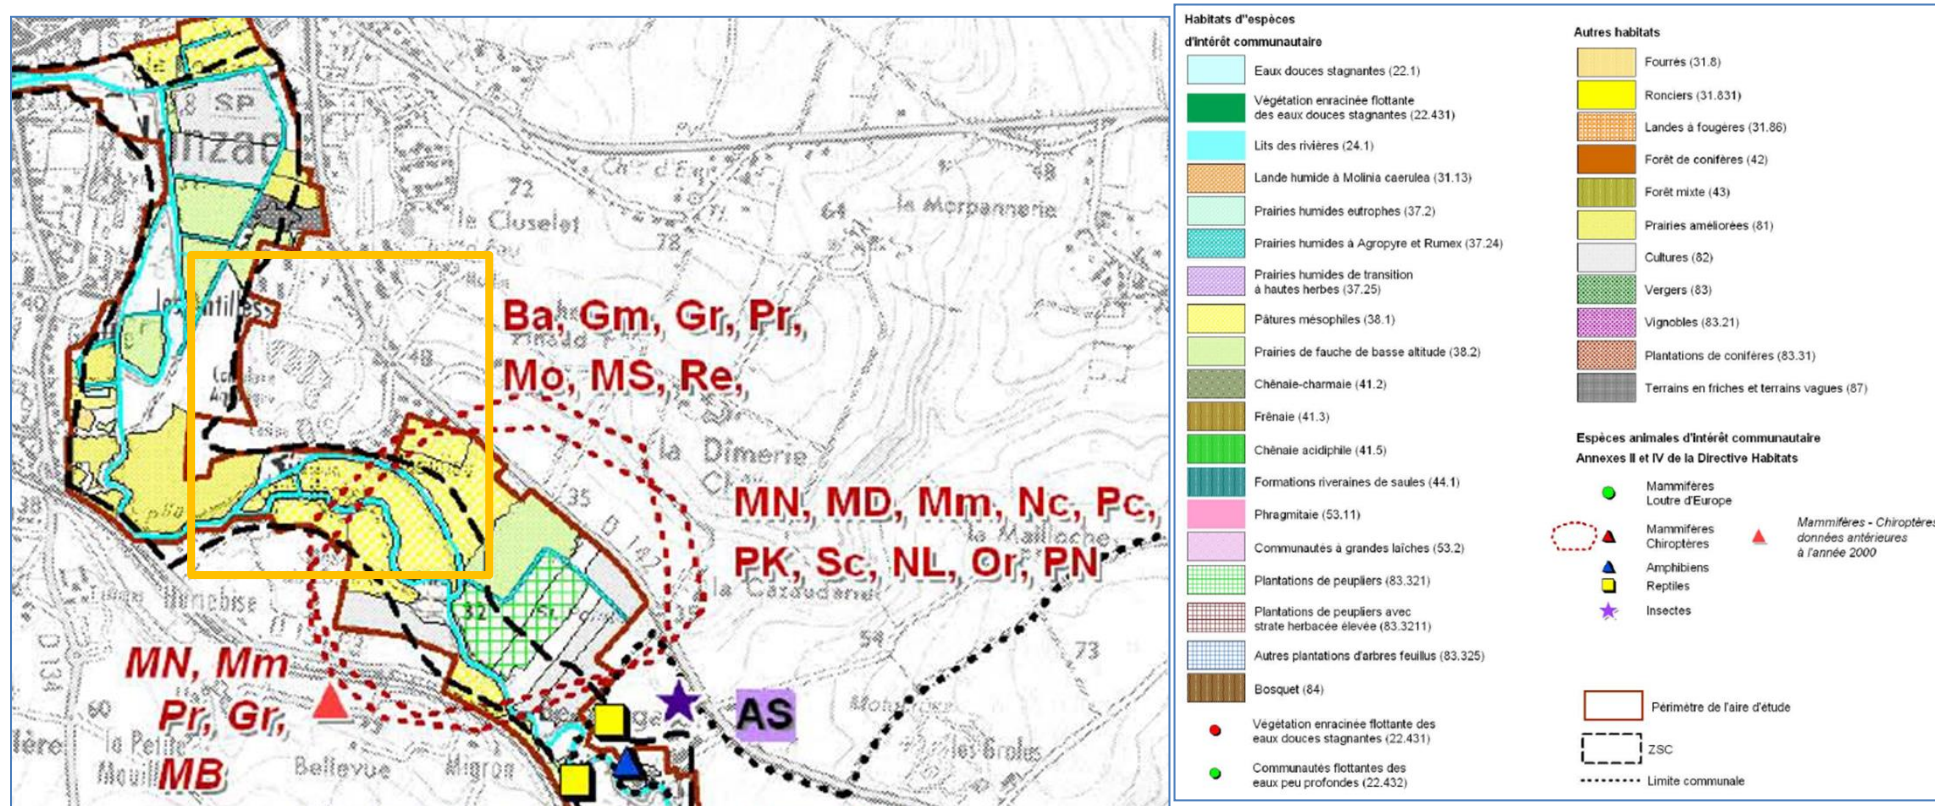 SP
72
le Cluselet
78
64
la Morpannerie
48
Ba, Gm, Gr, Pr,
Mo, MS, Re,
48
la Dimerie
35
D 142
MN, MD, Mm, Nc, Pc,
la Mailloche
PK, Sc, NL, Or, PN
la Cazaudanel
38
32
59
73
D 134
MN, Mm
Pr, Gr,
MB
60
la Petite
Bellevue
Migron
AS
les Groles
Habitats d"espèces
d'intérêt communautaire
Eaux douces stagnantes (22.1)
Végétation enracinée flottante
des eaux douces stagnantes (22.431)
Lits des rivières (24.1)
Lande humide à Molinia caerulea (31.13)
Prairies humides eutrophes (37.2)
Prairies humides à Agropyre et Rumex (37.24)
Prairies humides de transition
à hautes herbes (37.25)
Pâtures mésophiles (38.1)
Prairies de fauche de basse altitude (38.2)
Chênaie-charmaie (41.2)
Frênaie (41.3)
Chênaie acidiphile (41.5)
Formations riveraines de saules (44.1)
Phragmitaie (53.11)
Communautés à grandes laîches (53.2)
Plantations de peupliers (83.321)
Plantations de peupliers avec
strate herbacée élevée (83.3211)
Autres plantations d'arbres feuillus (83.325)
Bosquet (84)
Végétation enracinée flottante des
eaux douces stagnantes (22.431)
Communautés flottantes des
eaux peu profondes (22.432)
Autres habitats
Fourrés (31.8)
Ronciers (31.831)
Landes à fougères (31.86)
Forêt de conifères (42)
Forêt mixte (43)
Prairies améliorées (81)
Cultures (82)
Vergers (83)
Vignobles (83.21)
Plantations de conifères (83.31)
Terrains en friches et terrains vagues (87)
Espèces animales d'intérêt communautaire
Annexes II et IV de la Directive Habitats
Mammifères
Loutre d'Europe
Mammifères
Chiroptères
Mammifères - Chiroptères
données antérieures
à l'année 2000
Amphibiens
Reptiles
Insectes
Périmètre de l'aire d'étude
ZSC
Limite communale